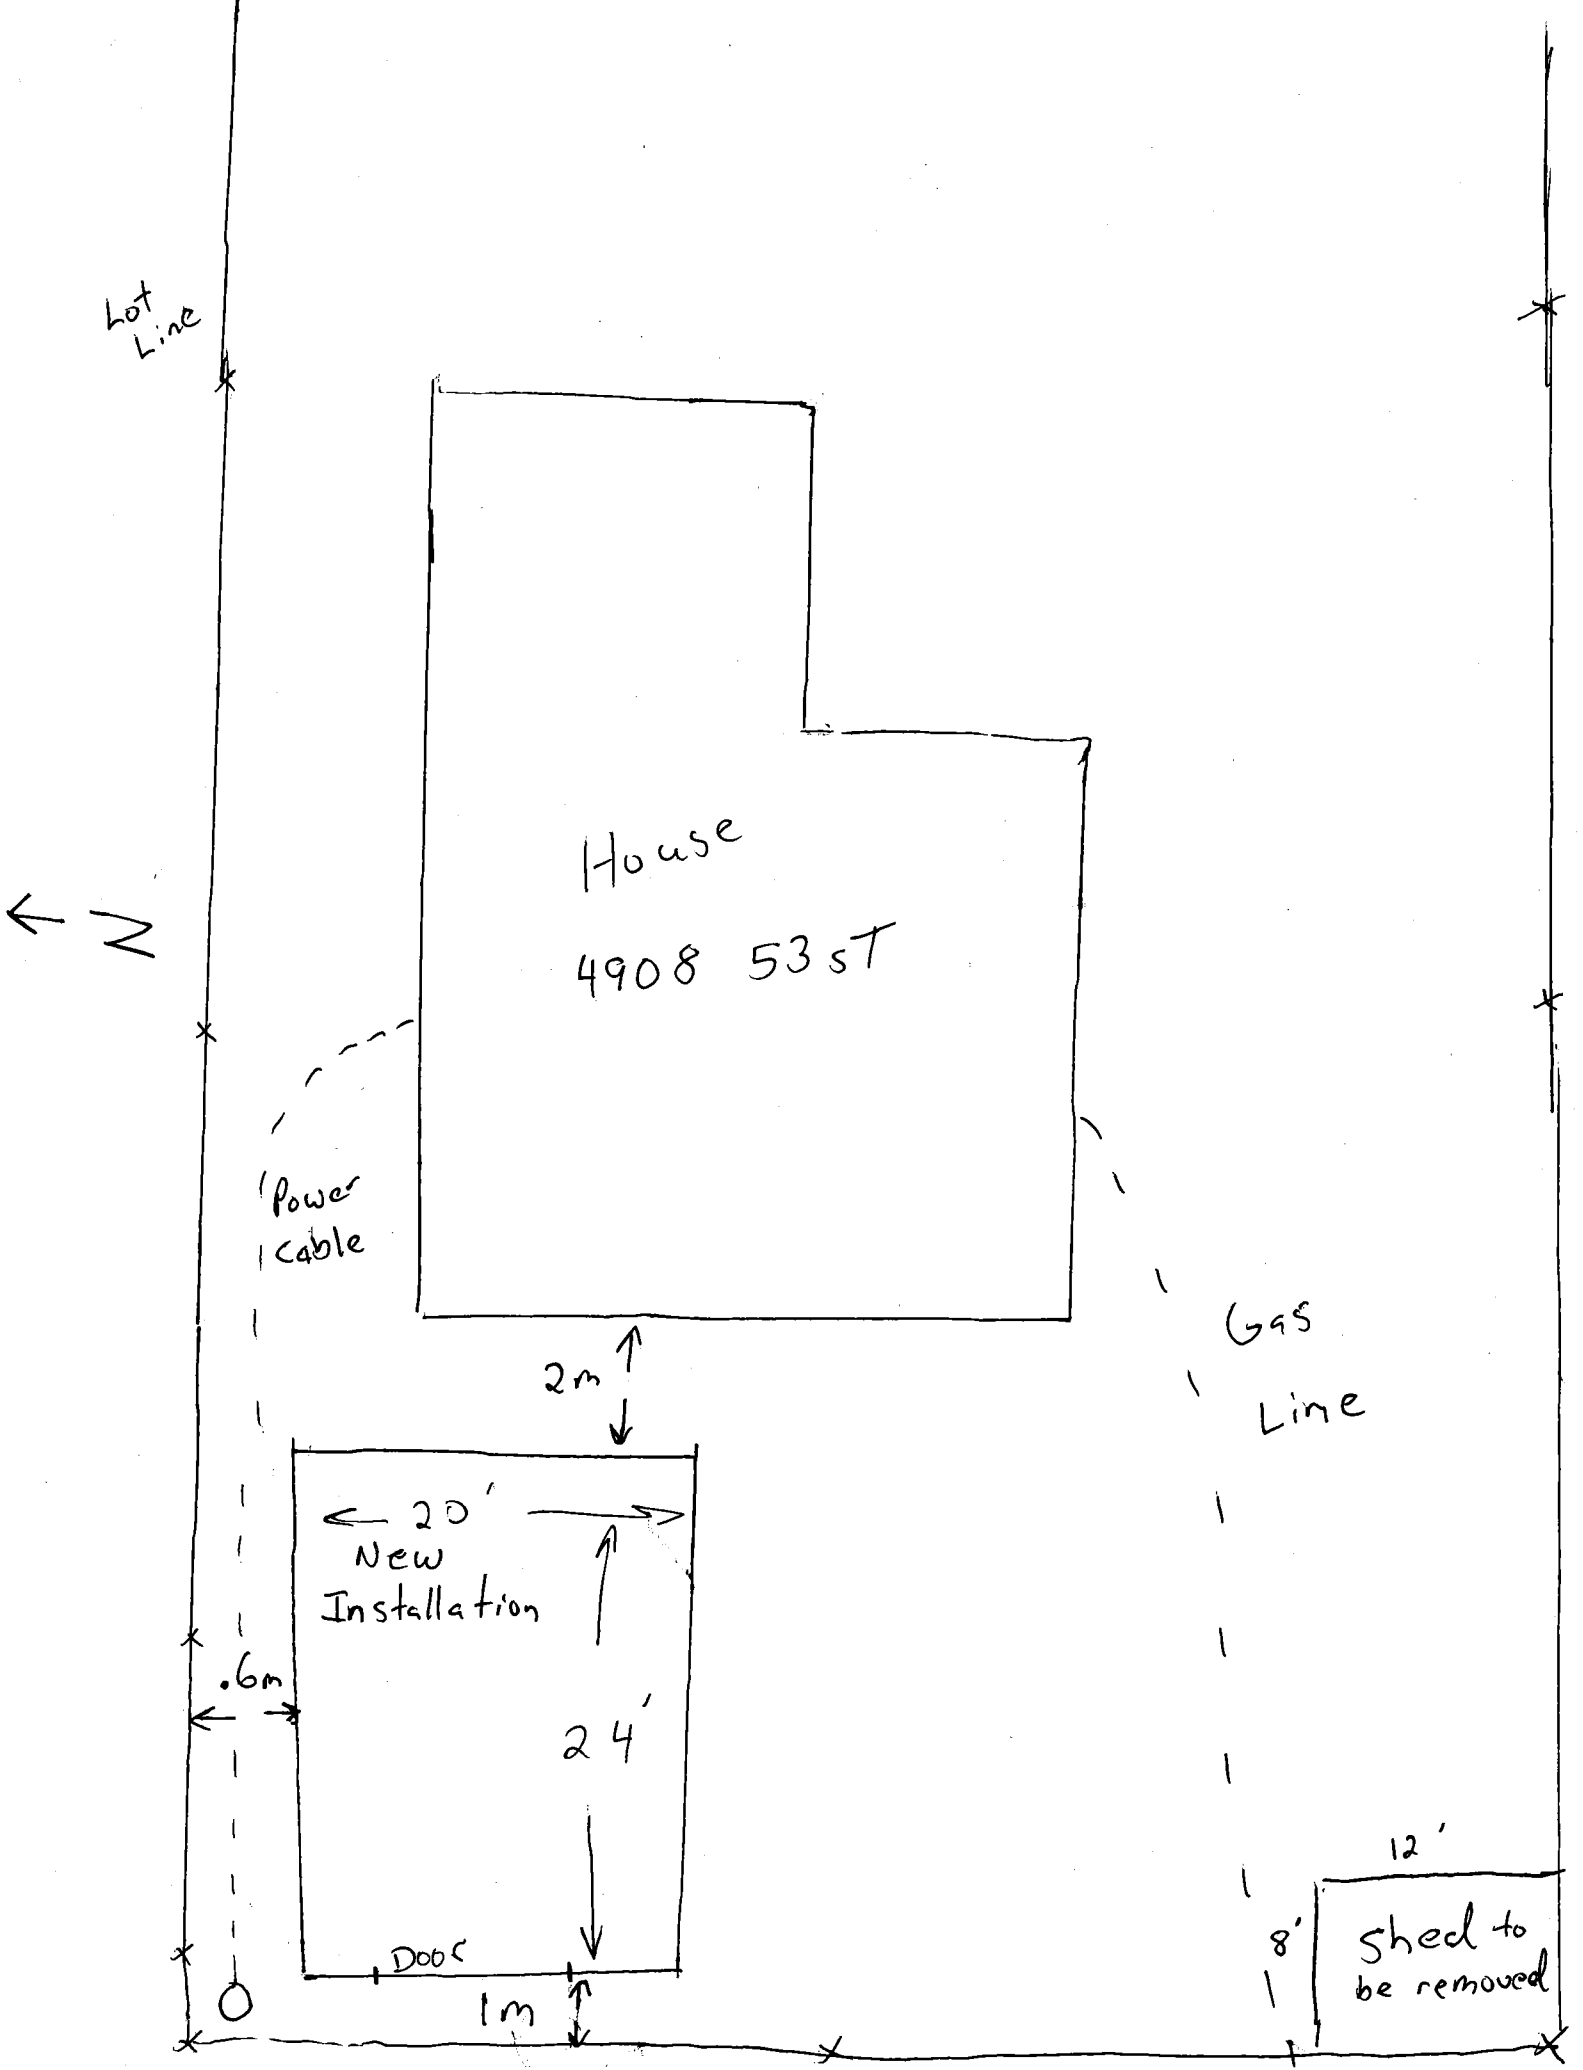 Lot
Line
N
House
4908 53 sT
Power
Cable
2m
Gas
Line
20'
New
Installation
.6m
24'
12'
8'
Shed to
be removed
Door
1m